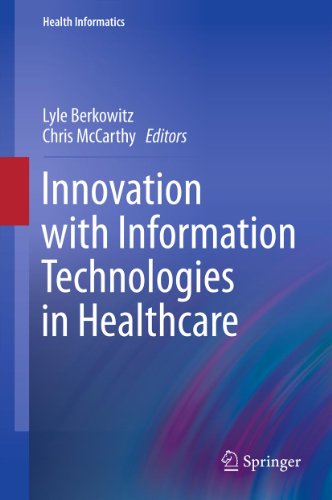 Health Informatics
Lyle Berkowitz
Chris McCarthy Editors
Innovation
with Information
Technologies
in Healthcare
Springer